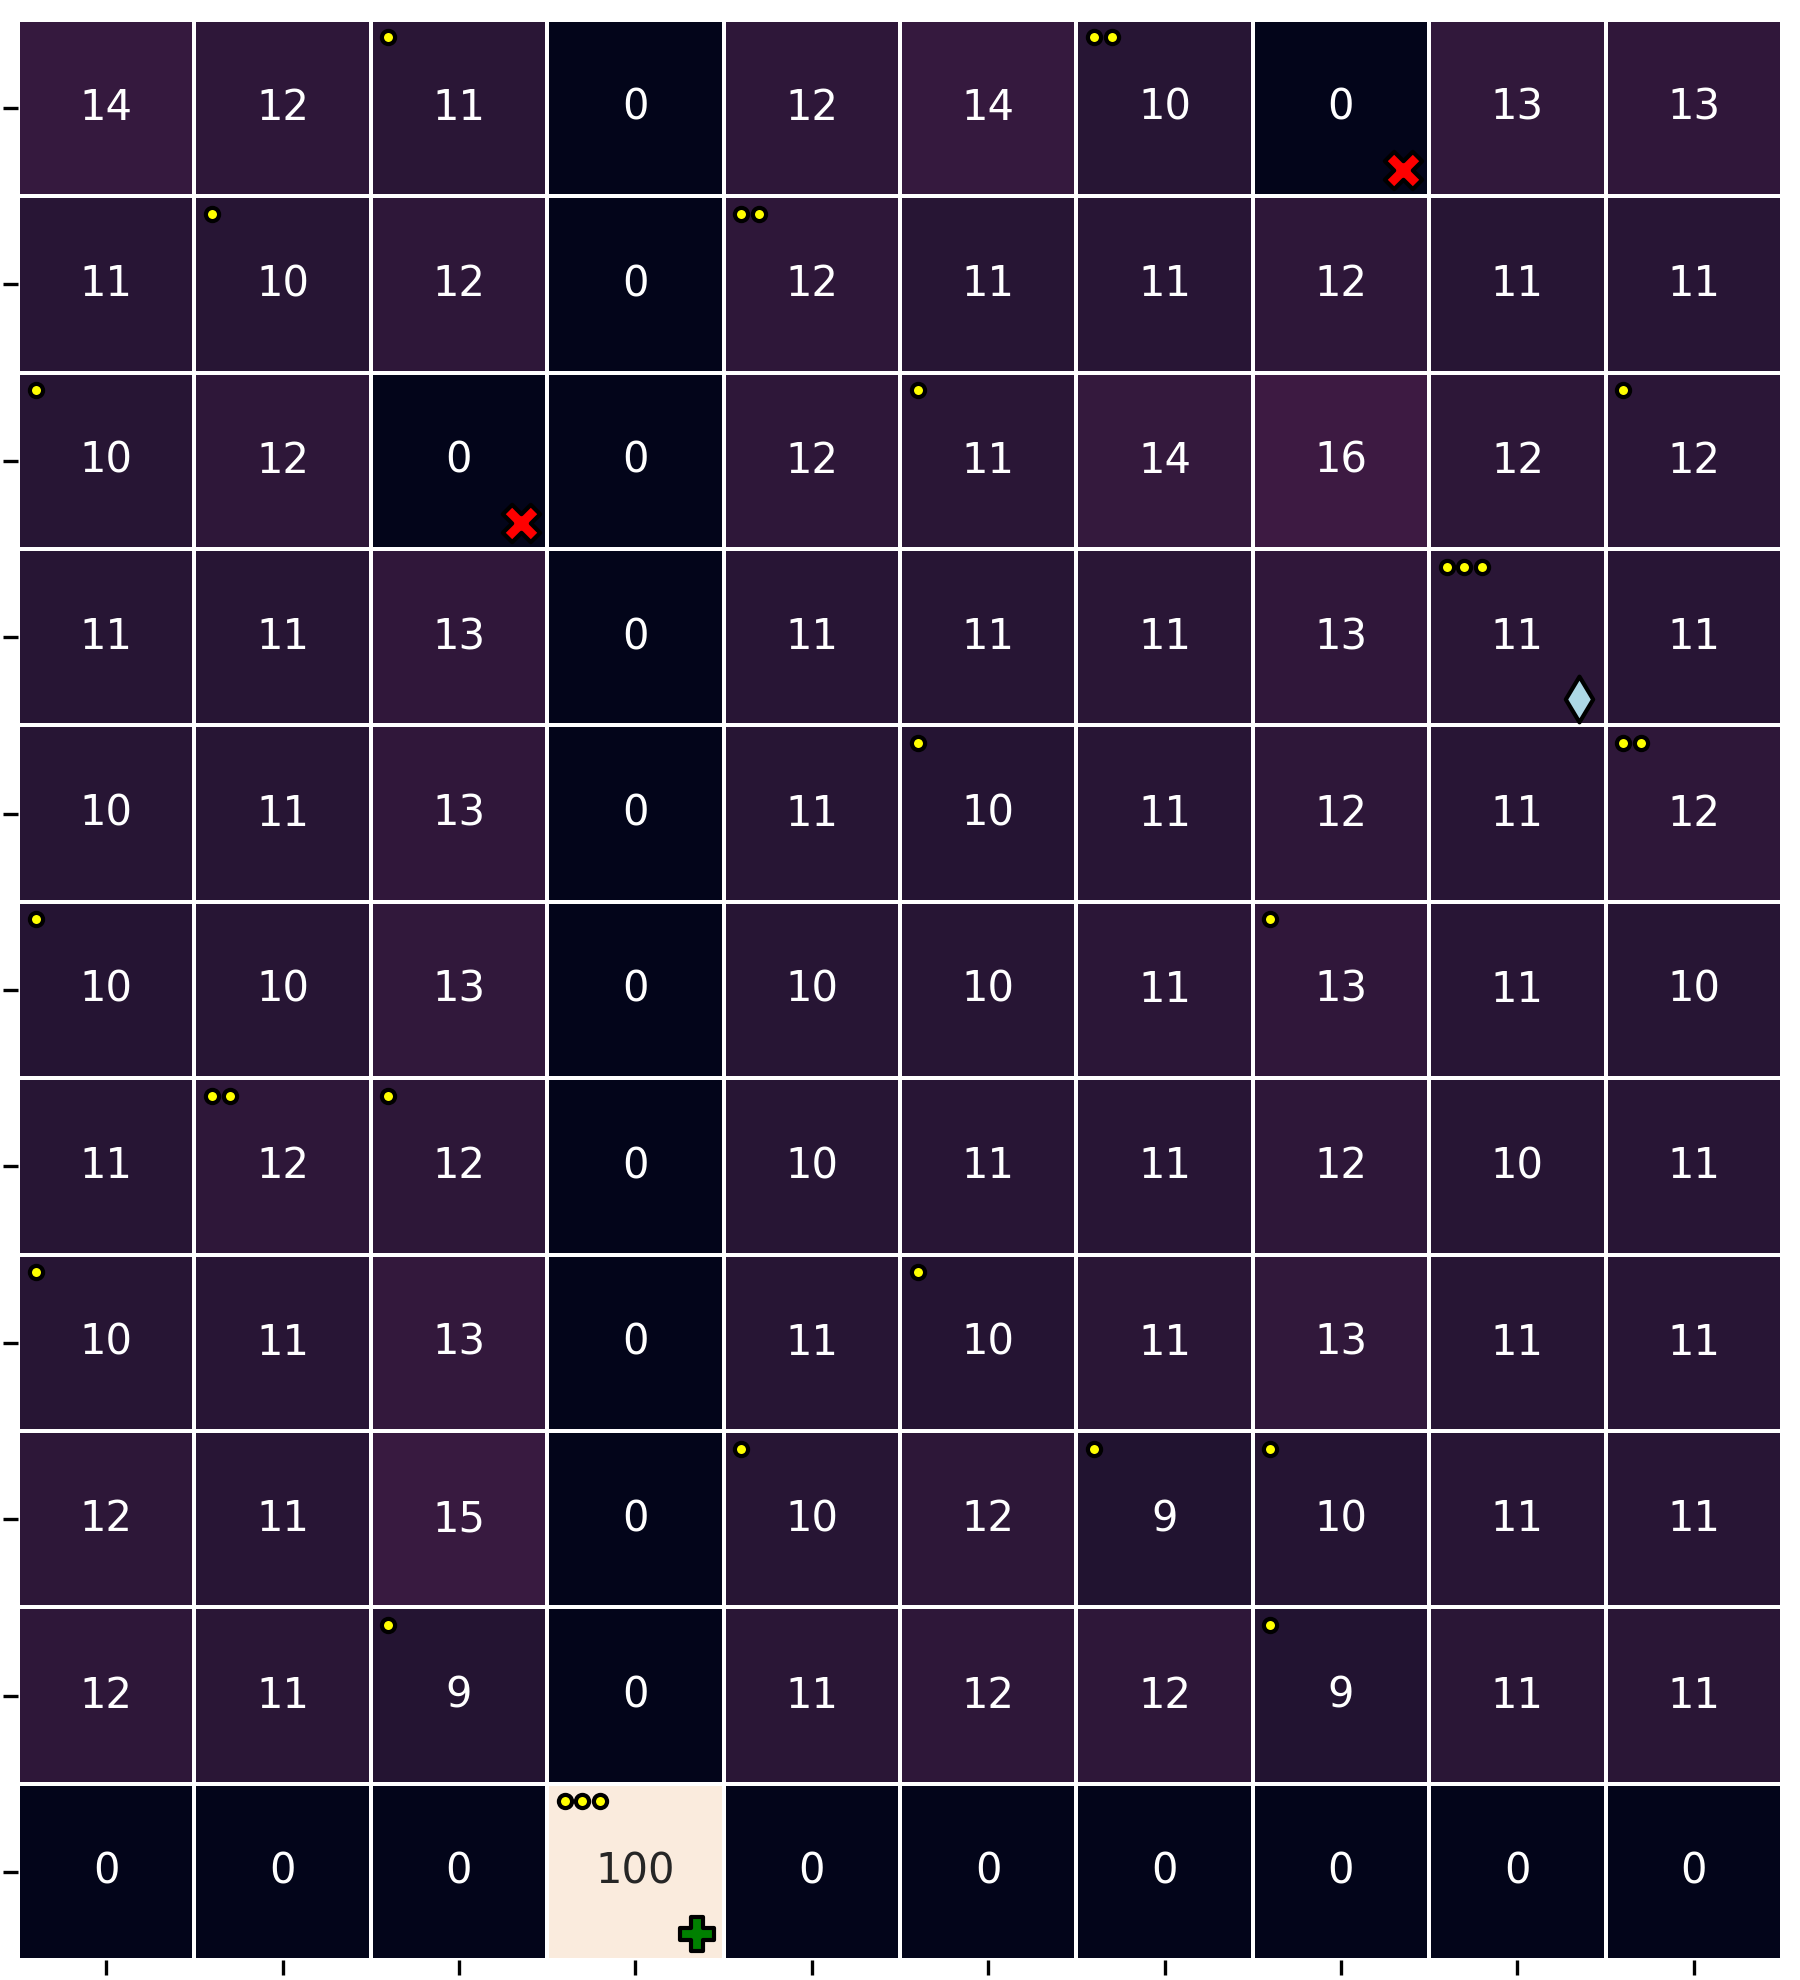 14 12 11 0 12 14 10 0 13 13
11 10 12 0 12 11 11 12 11 11
10 12 0 0 12 11 14 16 12 12
11 11 13 0 11 11 11 13 11 11
10 11 13 0 11 10 11 12 11 12
10 10 13 0 10 10 11 13 11 10
11 12 12 0 10 11 11 12 10 11
10 11 13 0 11 10 11 13 11 11
12 11 15 0 10 12 9 10 11 11
12 11 9 0 11 12 12 9 11 11
0 0 0 100 0 0 0 0 0 0